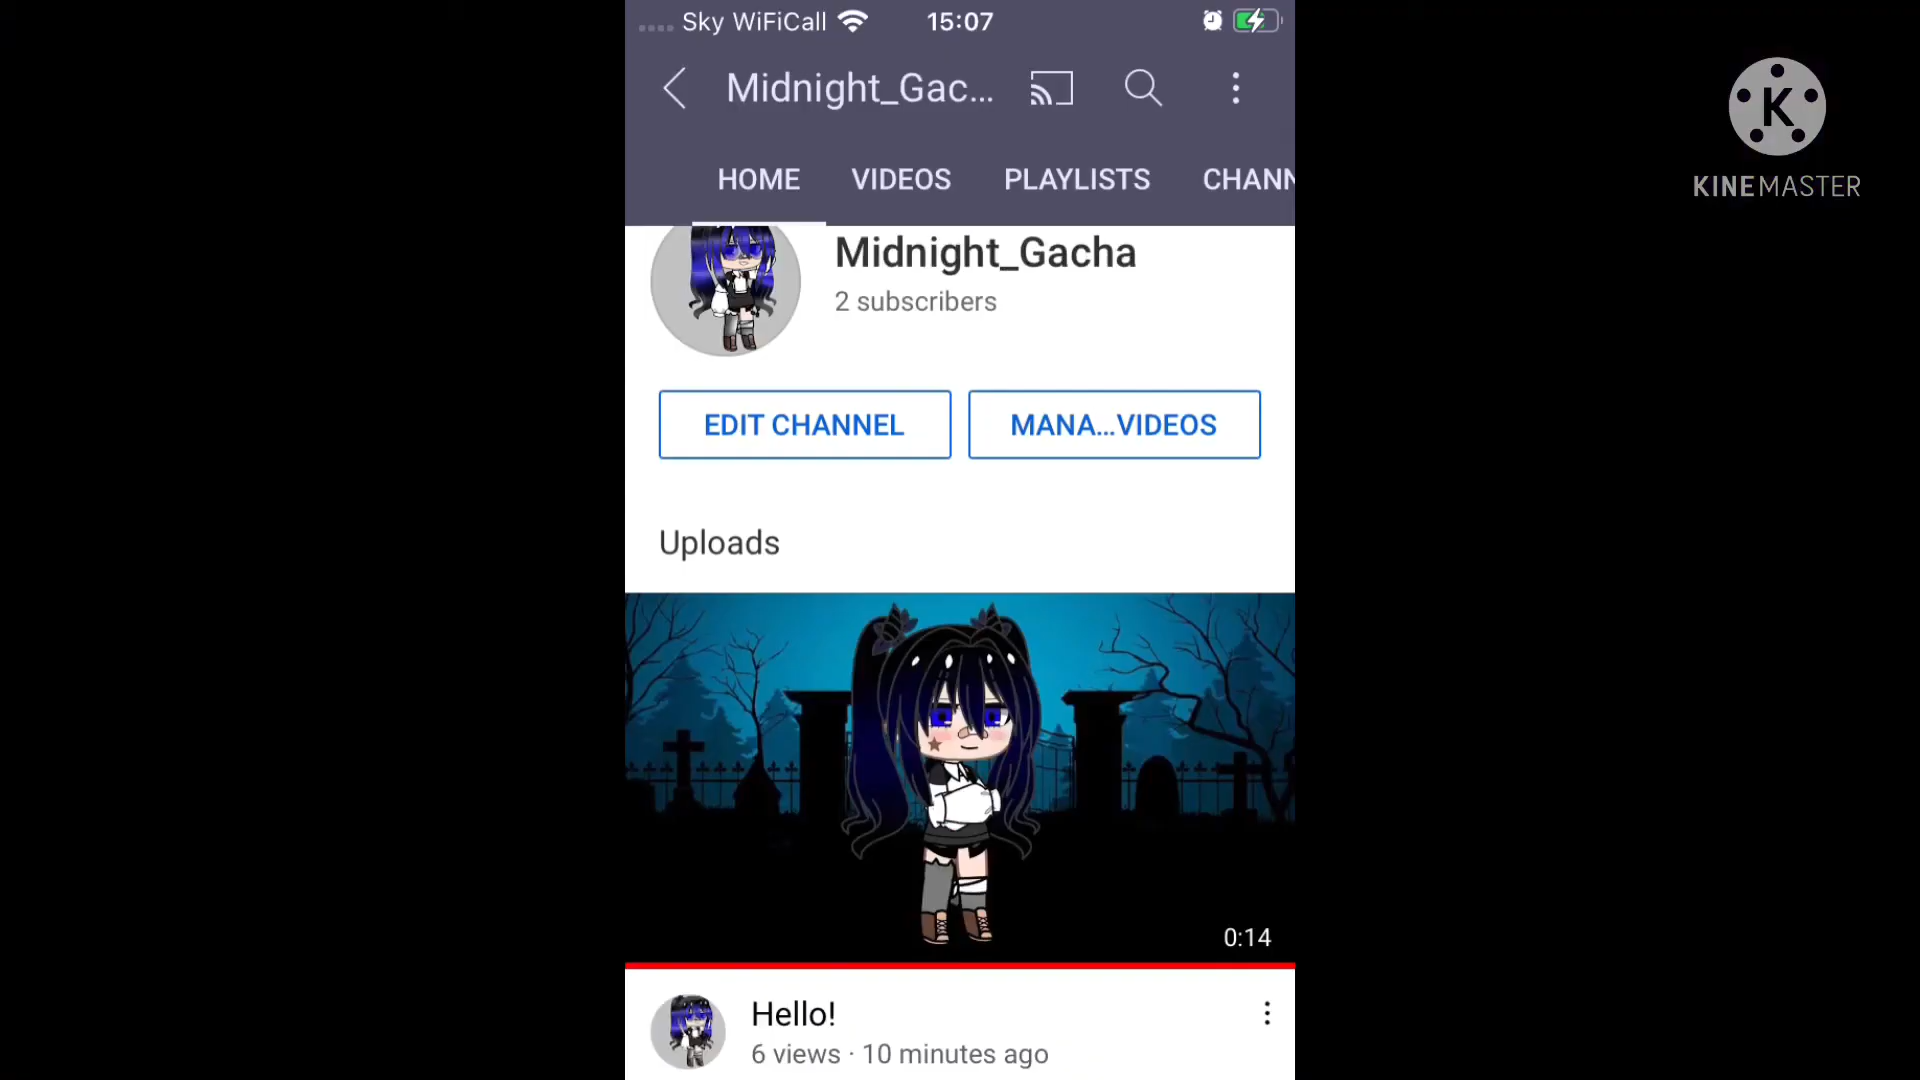 Sky WiFiCall 15:07
Midnight_Gac...
HOME VIDEOS PLAYLISTS CHANN
Midnight_Gacha
2 subscribers
EDIT CHANNEL MANA...VIDEOS
Uploads
0:14
Hello!
6 views · 10 minutes ago
K
KINEMASTER